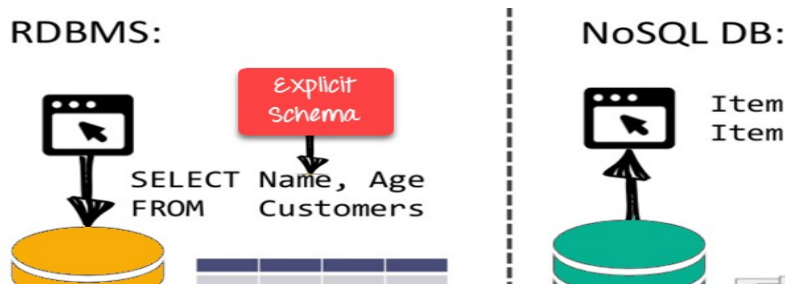 RDBMS:
Explicit
Schema
SELECT Name, Age
FROM Customers
NoSQL DB:
Item
Item